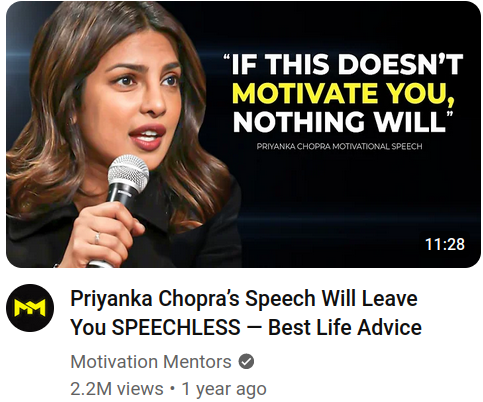 “IF THIS DOESN’T
MOTIVATE YOU,
NOTHING WILL”
PRIYANKA CHOPRA MOTIVATIONAL SPEECH
11:28
MM
Priyanka Chopra’s Speech Will Leave
You SPEECHLESS — Best Life Advice
Motivation Mentors
2.2M views • 1 year ago